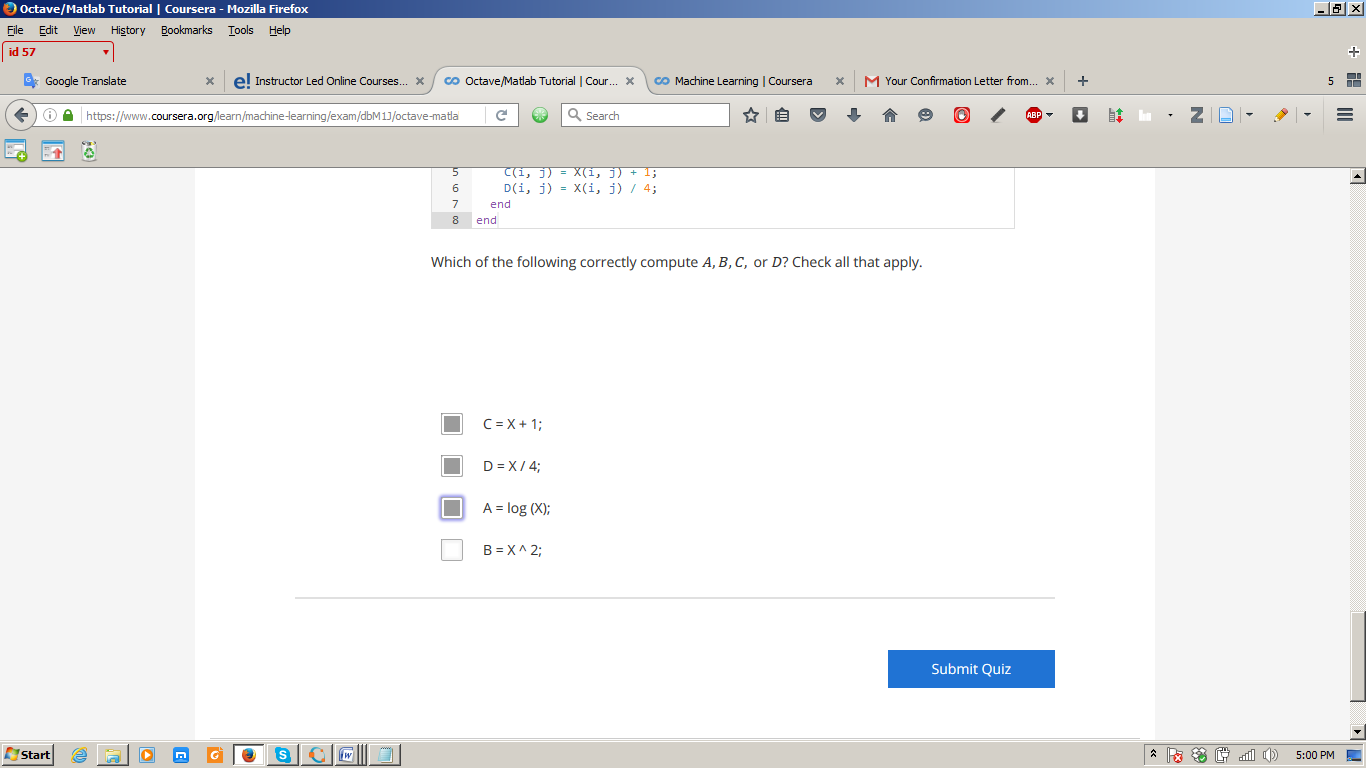 Octave/Matlab Tutorial | Coursera - Mozilla Firefox
File Edit View History Bookmarks Tools Help
id 57
Google Translate
Instructor Led Online Courses...
Octave/Matlab Tutorial | Cour...
Machine Learning | Coursera
Your Confirmation Letter from...
5
https://www.coursera.org/learn/machine-learning/exam/dbM1J/octave-matla
Search
ABP
5 C(i, j) = X(i, j) + 1;
6 D(i, j) = X(i, j) / 4;
7 end
8 end
Which of the following correctly compute A, B, C, or D? Check all that apply.
C = X + 1;
D = X / 4;
A = log (X);
B = X ^ 2;
Submit Quiz
Start
5:00 PM